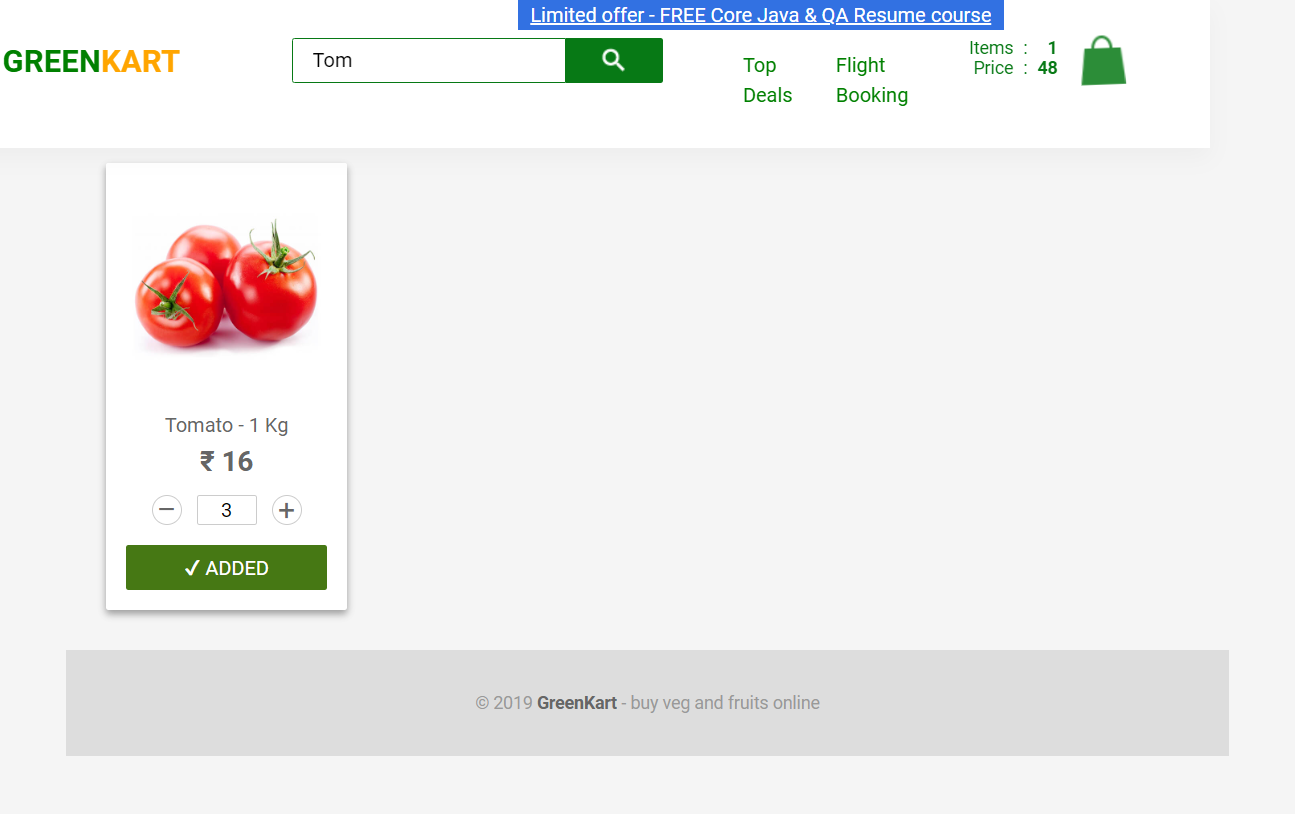 Limited offer - FREE Core Java & QA Resume course
GREENKART
Tom
Top
Deals
Flight
Booking
Items : 1
Price : 48
Tomato - 1 Kg
₹ 16
3
✓ ADDED
© 2019 GreenKart - buy veg and fruits online